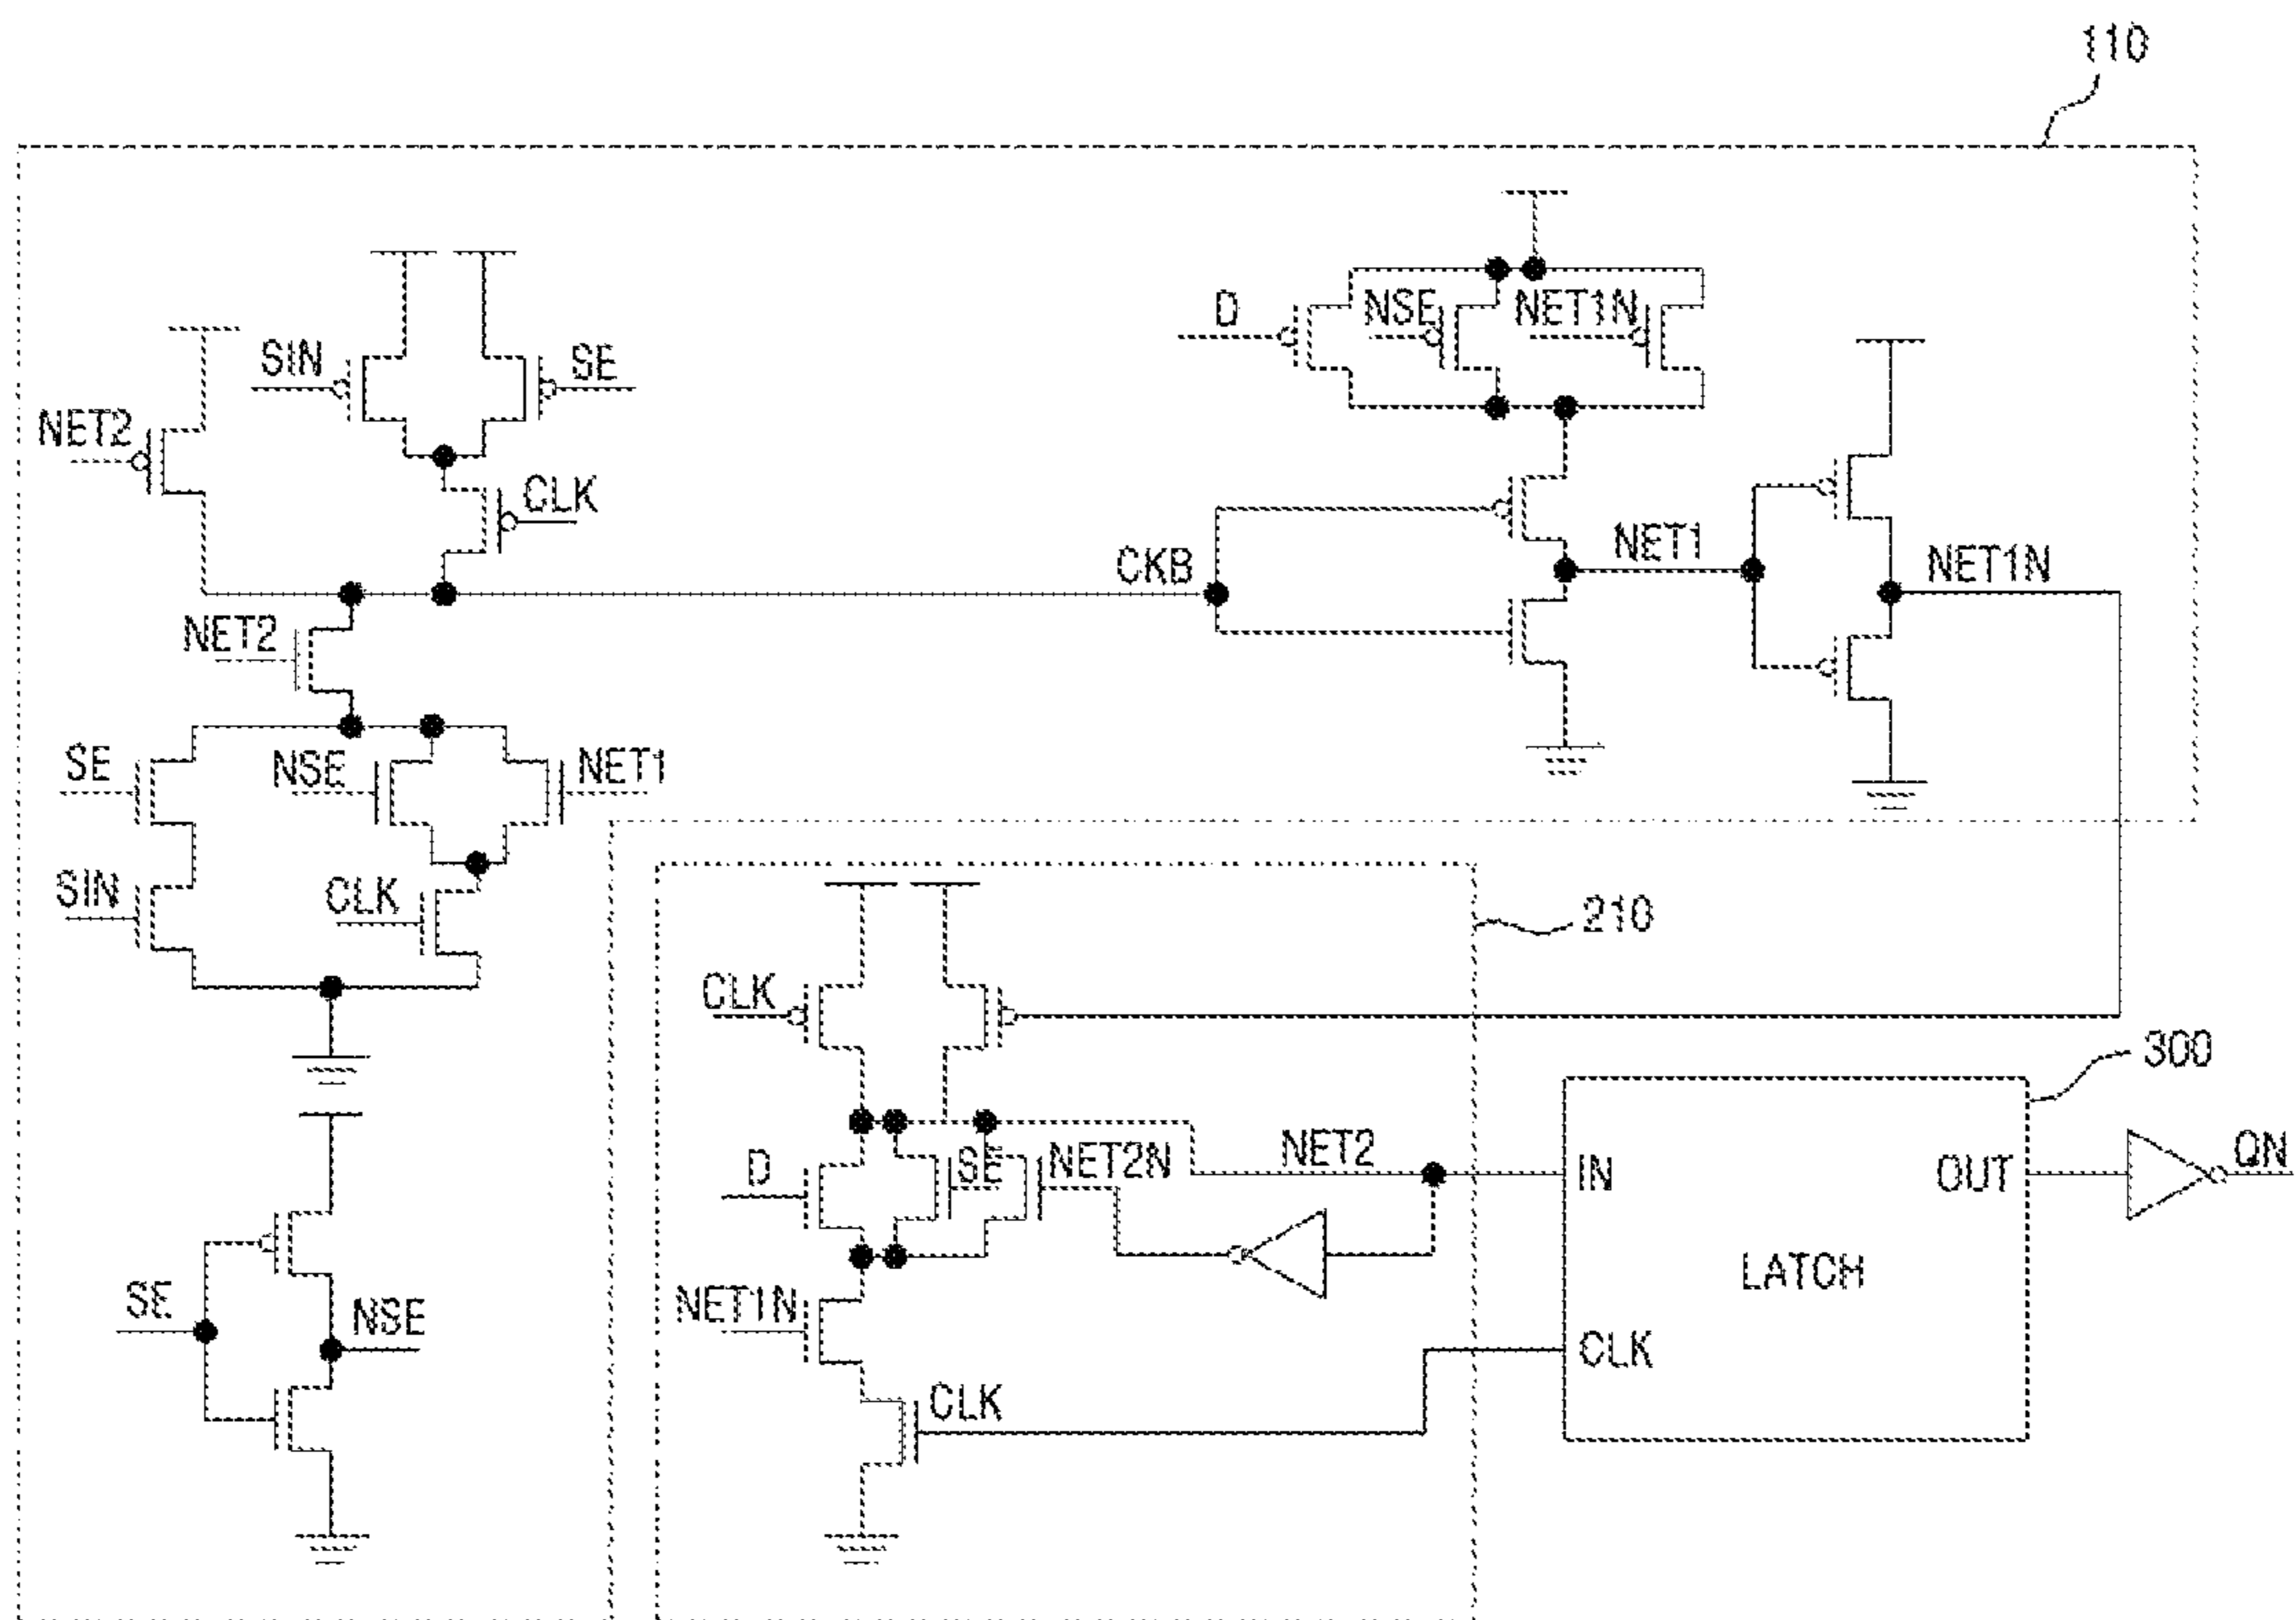 110
D
NSE
NET1N
SIN
SE
NET2
CLK
CKB
NET1
NET1N
NET2
SE
NSE
NET1
SIN
CLK
210
CLK
300
D
SE
NET2N
NET2
IN
OUT
QN
LATCH
SE
NSE
NET1N
CLK
CLK